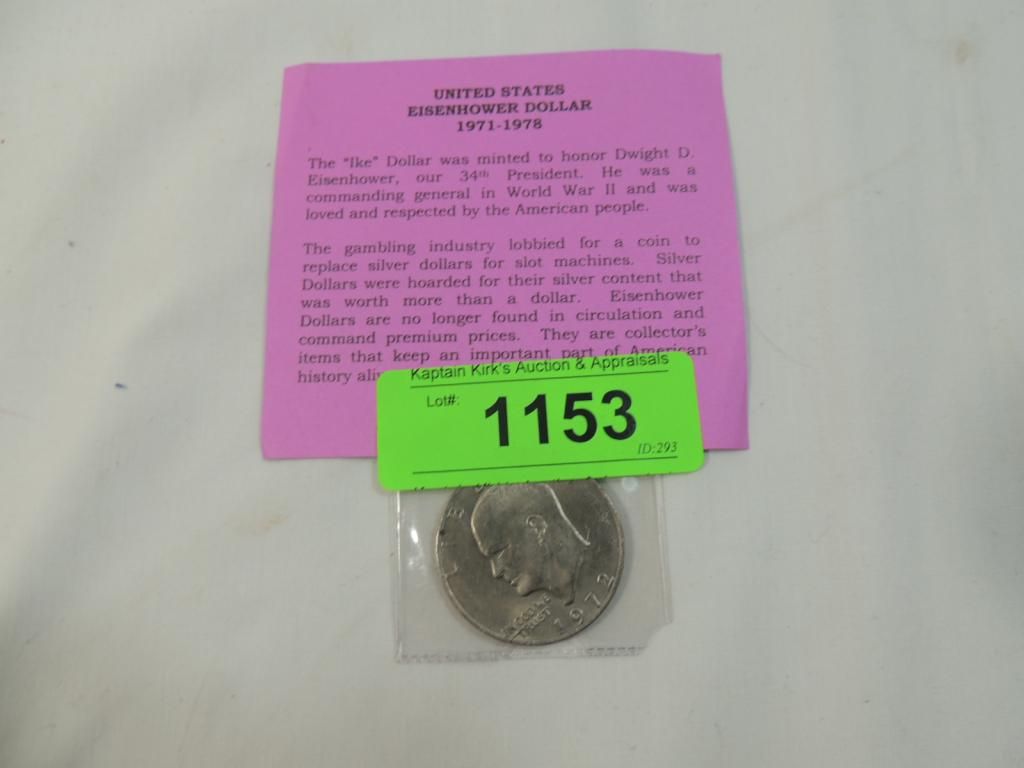 UNITED STATES
EISENHOWER DOLLAR
1971-1978
The "Ike" Dollar was minted to honor Dwight D.
Eisenhower, our 34th President. He was a
commanding general in World War II and was
loved and respected by the American people.
The gambling industry lobbied for a coin to
replace silver dollars for slot machines. Silver
Dollars were hoarded for their silver content that
was worth more than a dollar. Eisenhower
Dollars are no longer found in circulation and
command premium prices. They are collector's
items that keep an important part of American
history
Kaptain Kirk's Auction & Appraisals
Lot#: 1153
ID:293
IN GOD WE
TRUST
1972